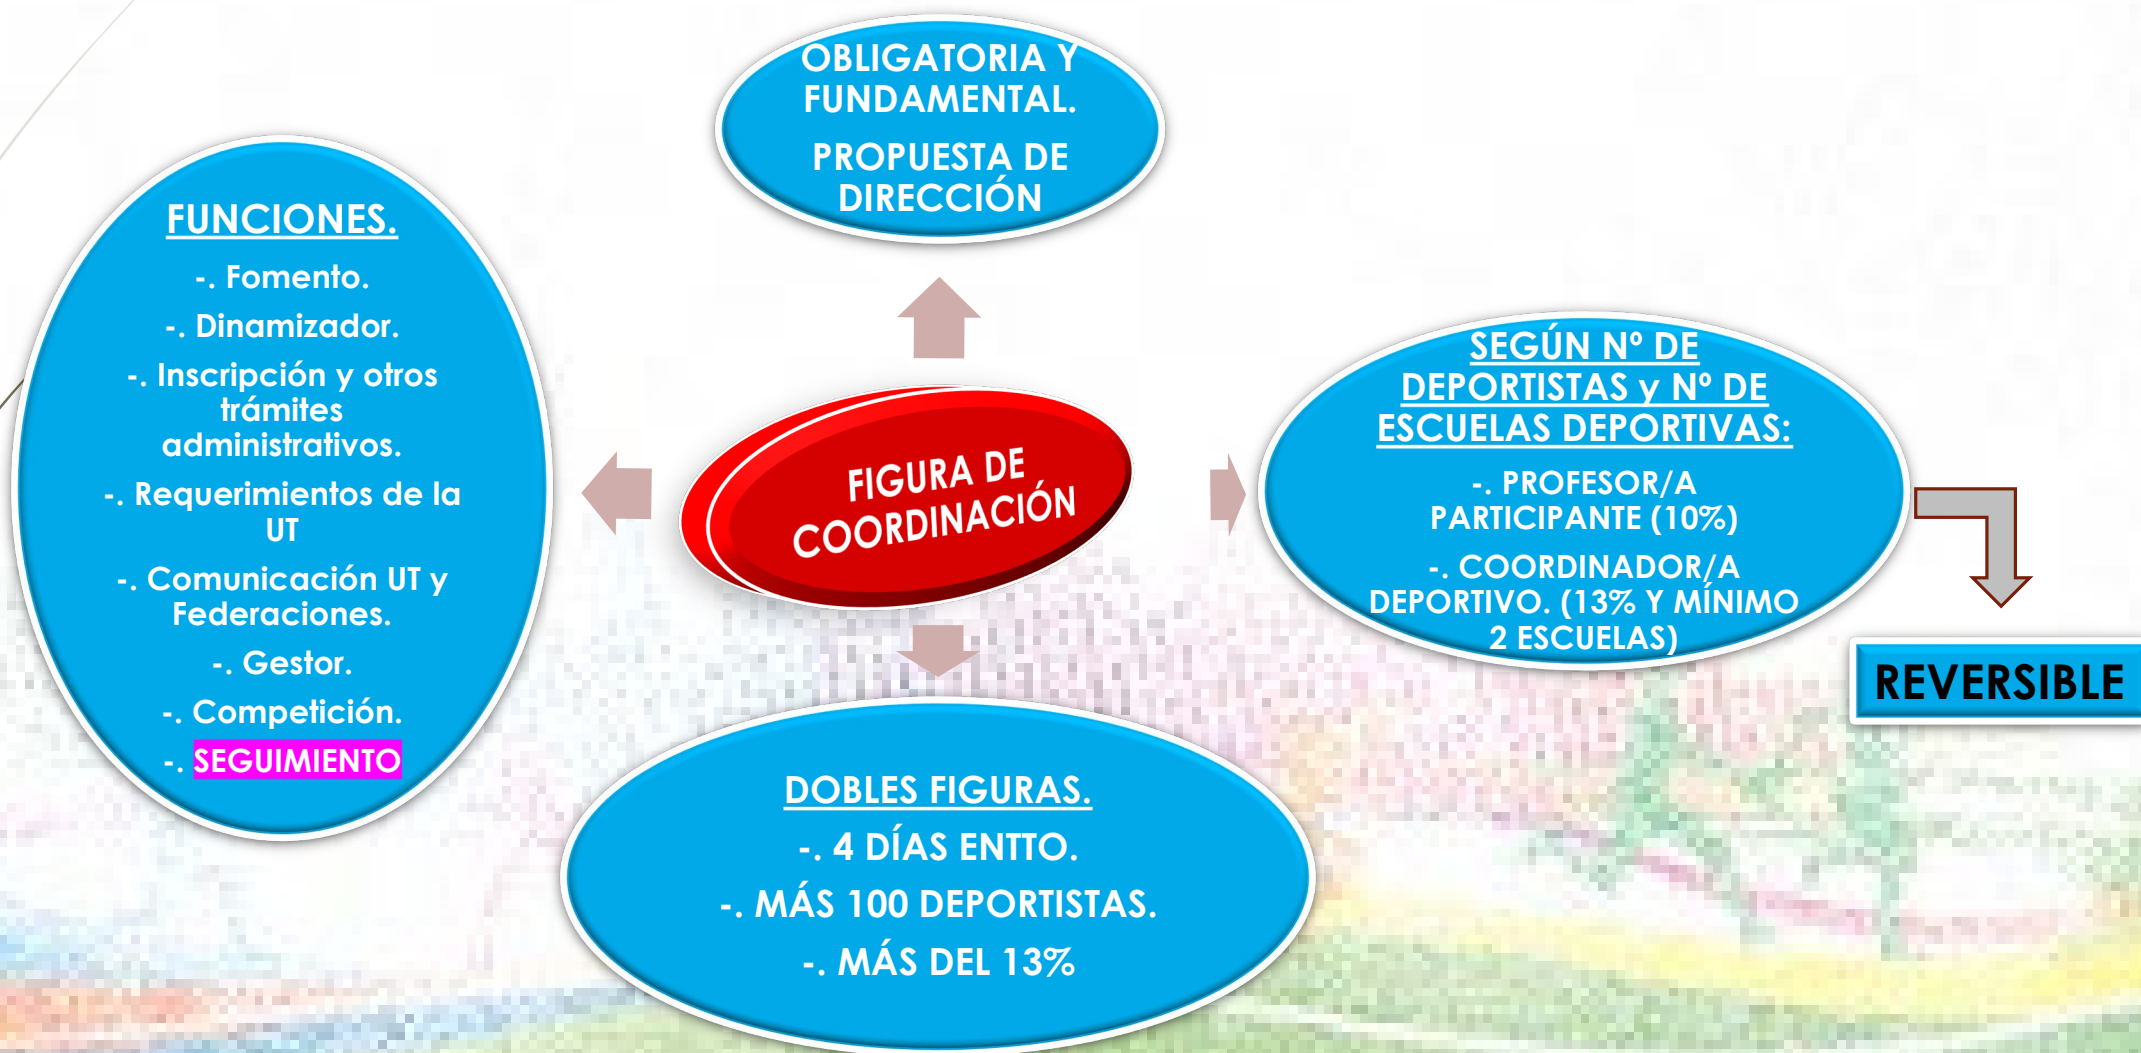 OBLIGATORIA Y
FUNDAMENTAL.
PROPUESTA DE
DIRECCIÓN
FUNCIONES.
-. Fomento.
-. Dinamizador.
-. Inscripción y otros
trámites
administrativos.
-. Requerimientos de la
UT
-. Comunicación UT y
Federaciones.
-. Gestor.
-. Competición.
-. SEGUIMIENTO
FIGURA DE
COORDINACIÓN
SEGÚN Nº DE
DEPORTISTAS y Nº DE
ESCUELAS DEPORTIVAS:
-. PROFESOR/A
PARTICIPANTE (10%)
-. COORDINADOR/A
DEPORTIVO. (13% Y MÍNIMO
2 ESCUELAS)
REVERSIBLE
DOBLES FIGURAS.
-. 4 DÍAS ENTTO.
-. MÁS 100 DEPORTISTAS.
-. MÁS DEL 13%